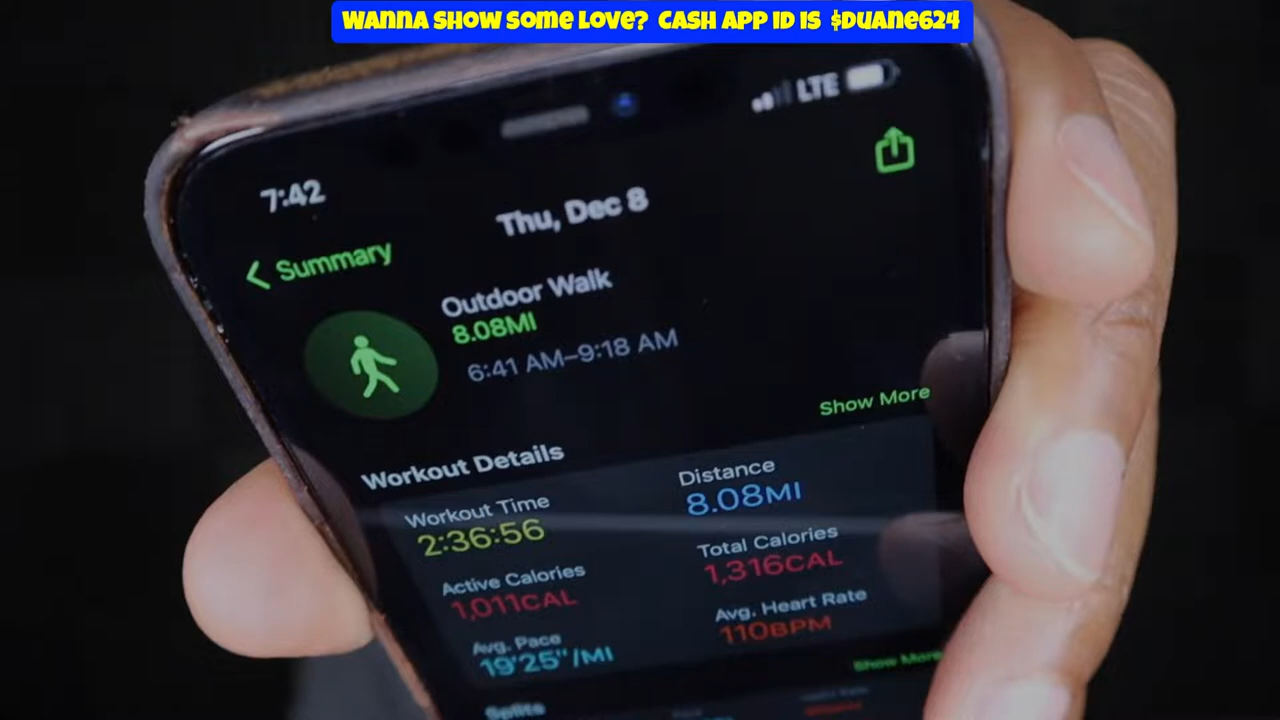 WANNA SHOW SOME LOVE? CASH APP ID IS $DUANE624
LTE
7:42
Thu, Dec 8
Summary
Outdoor Walk
8.08MI
6:41 AM–9:18 AM
Show More
Workout Details
Workout Time
2:36:56
Distance
8.08MI
Active Calories
1,011CAL
Total Calories
1,316CAL
Avg. Pace
19'25"/MI
Avg. Heart Rate
110BPM
Show More
Splits